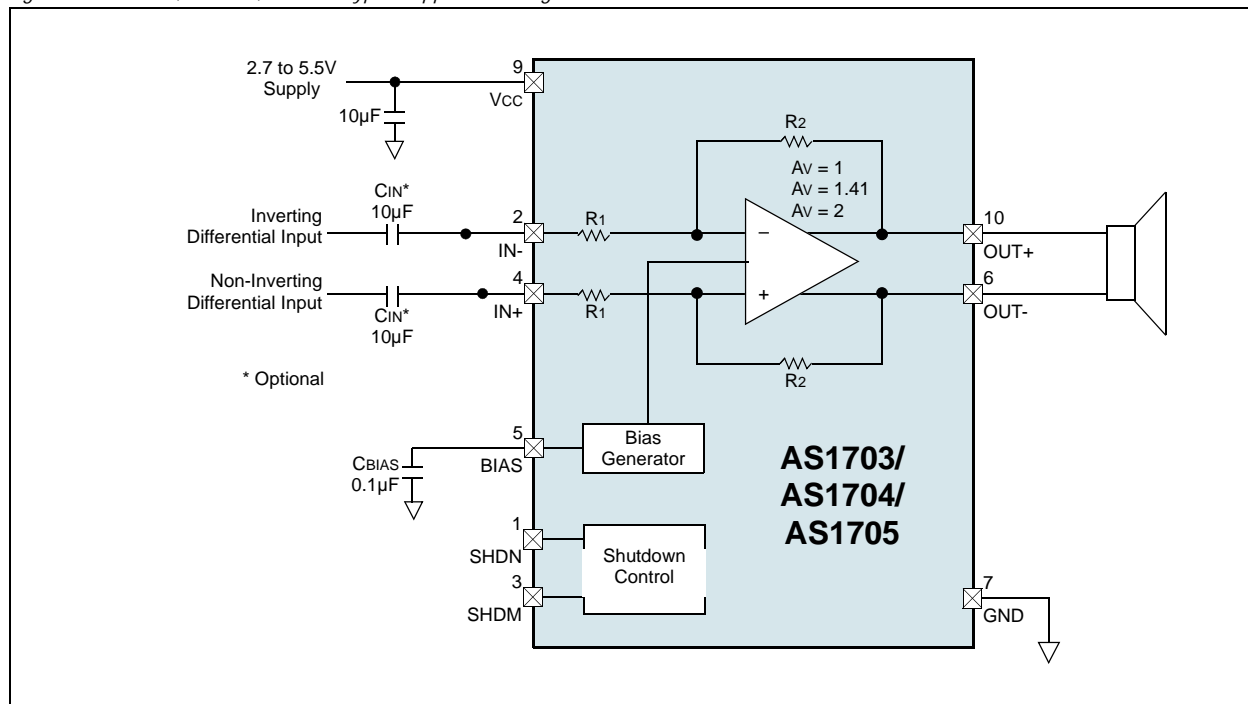 2.7 to 5.5V
Supply
10µF
9
VCC
R2
AV = 1
AV = 1.41
AV = 2
CIN*
10µF
Inverting
Differential Input
2
IN-
R1
−
10
OUT+
Non-Inverting
Differential Input
4
IN+
R1
+
6
OUT-
CIN*
10µF
R2
* Optional
5
BIAS
CBIAS
0.1µF
Bias
Generator
AS1703/
AS1704/
AS1705
1
SHDN
Shutdown
Control
3
SHDM
7
GND